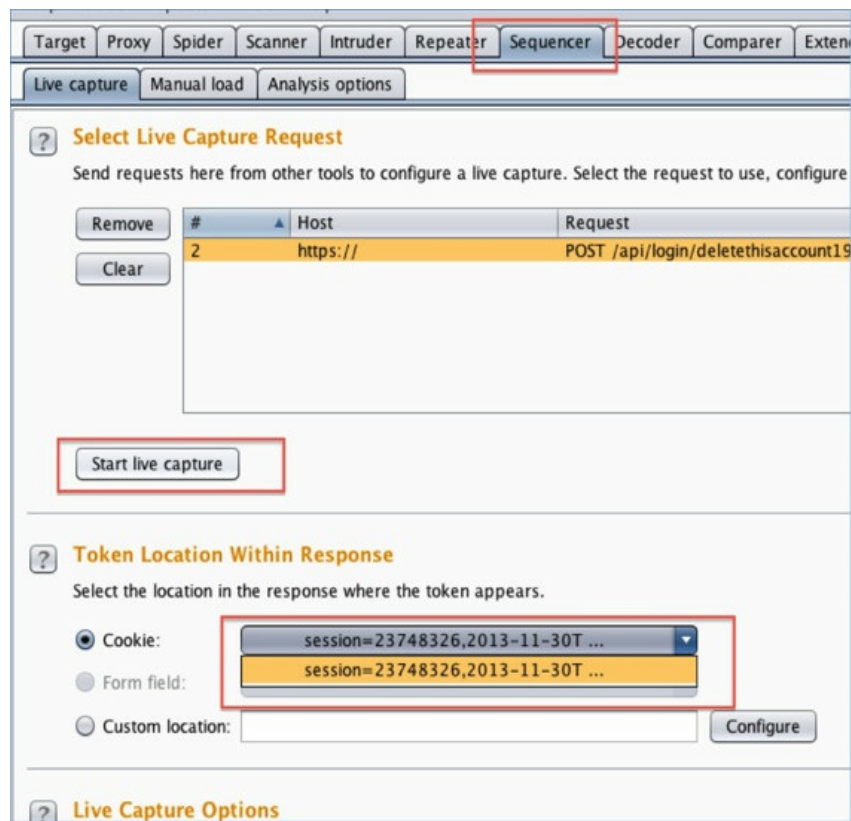 Target Proxy Spider Scanner Intruder Repeater Sequencer Decoder Comparer Exten
Live capture Manual load Analysis options
? Select Live Capture Request
Send requests here from other tools to configure a live capture. Select the request to use, configure
Remove # Host Request
2 https:// POST /api/login/deletethisaccount19
Clear
Start live capture
? Token Location Within Response
Select the location in the response where the token appears.
Cookie: session=23748326,2013-11-30T ...
session=23748326,2013-11-30T ...
Form field:
Custom location: Configure
? Live Capture Options